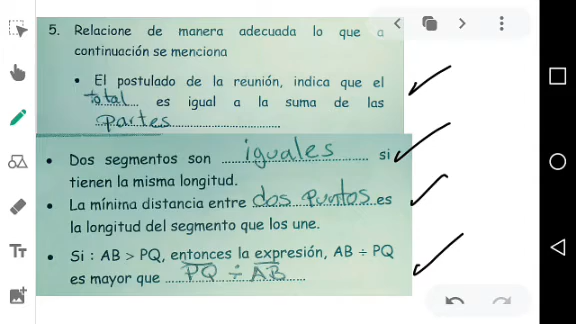 5. Relacione de manera adecuada lo que a
continuación se menciona
• El postulado de la reunión, indica que el
total es igual a la suma de las
partes
• Dos segmentos son iguales si
tienen la misma longitud.
• La mínina distancia entre dos puntos es
la longitud del segmento que los une.
• Si : AB > PQ, entonces la expresión, AB ÷ PQ
es mayor que PQ ÷ AB
Tт